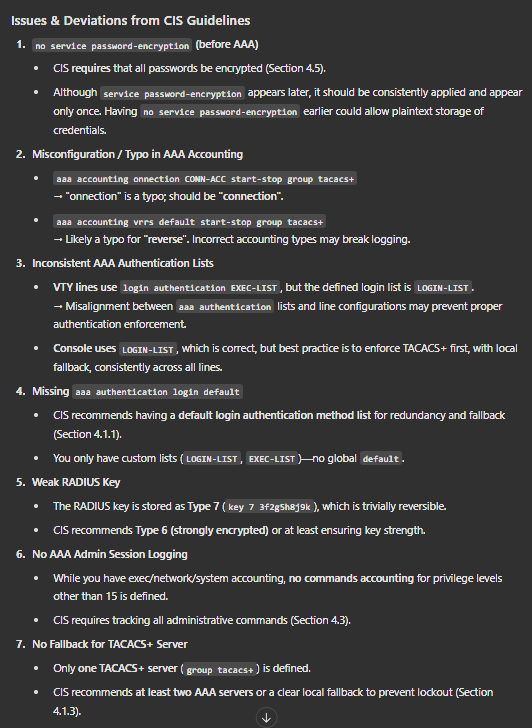 Issues & Deviations from CIS Guidelines
1. no service password-encryption (before AAA)
• CIS requires that all passwords be encrypted (Section 4.5).
• Although service password-encryption appears later, it should be consistently applied and appear
only once. Having no service password-encryption earlier could allow plaintext storage of
credentials.
2. Misconfiguration / Typo in AAA Accounting
• aaa accounting onnection CONN-ACC start-stop group tacacs+
→ "onnection" is a typo; should be "connection".
• aaa accounting vrrs default start-stop group tacacs+
→ Likely a typo for "reverse". Incorrect accounting types may break logging.
3. Inconsistent AAA Authentication Lists
• VTY lines use login authentication EXEC-LIST, but the defined login list is LOGIN-LIST.
→ Misalignment between aaa authentication lists and line configurations may prevent proper
authentication enforcement.
• Console uses LOGIN-LIST, which is correct, but best practice is to enforce TACACS+ first, with local
fallback, consistently across all lines.
4. Missing aaa authentication login default
• CIS recommends having a default login authentication method list for redundancy and fallback
(Section 4.1.1).
• You only have custom lists (LOGIN-LIST, EXEC-LIST)—no global default.
5. Weak RADIUS Key
• The RADIUS key is stored as Type 7 (key 7 3f2g5h8j9k), which is trivially reversible.
• CIS recommends Type 6 (strongly encrypted) or at least ensuring key strength.
6. No AAA Admin Session Logging
• While you have exec/network/system accounting, no commands accounting for privilege levels
other than 15 is defined.
• CIS requires tracking all administrative commands (Section 4.3).
7. No Fallback for TACACS+ Server
• Only one TACACS+ server (group tacacs+) is defined.
• CIS recommends at least two AAA servers or a clear local fallback to prevent lockout (Section
4.1.3).